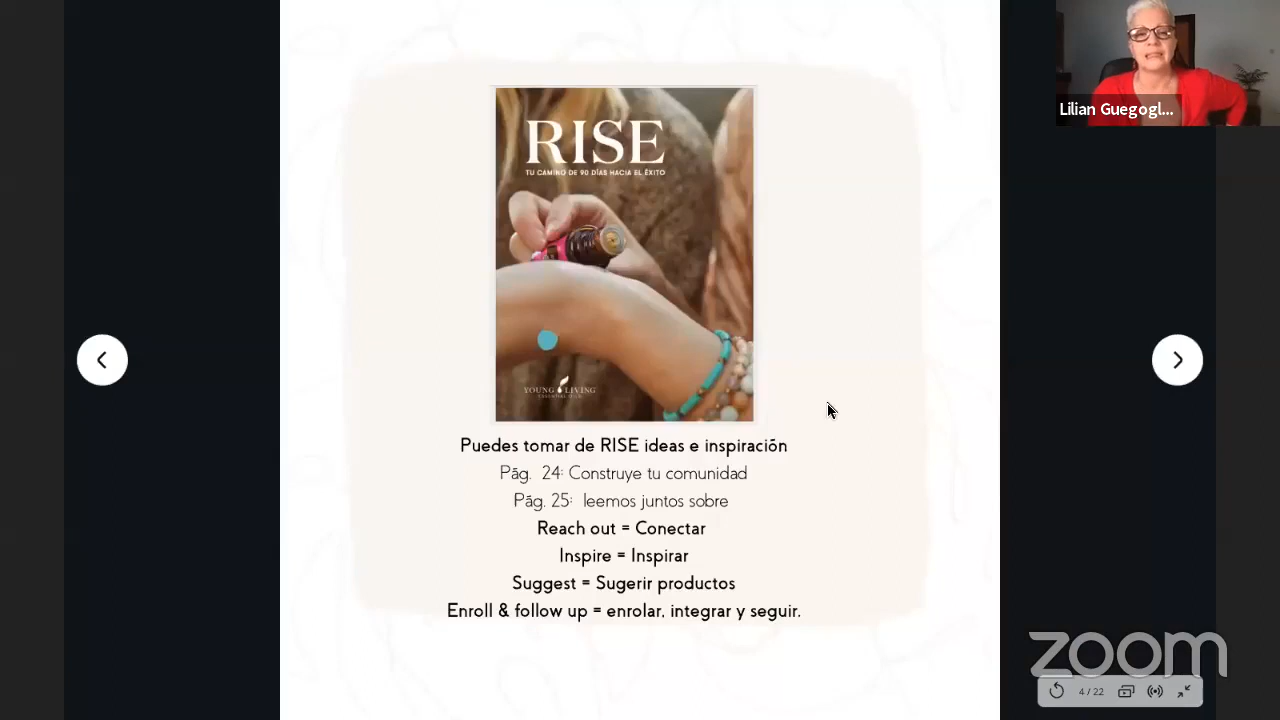 RISE
TU CAMINO DE 90 DÍAS HACIA EL ÉXITO
YOUNG LIVING
ESSENTIAL OILS
Puedes tomar de RISE ideas e inspiración
Pág. 24: Construye tu comunidad
Pág. 25: leemos juntos sobre
Reach out = Conectar
Inspire = Inspirar
Suggest = Sugerir productos
Enroll & follow up = enrolar, integrar y seguir.
Lilian Guegogl...
zoom
4 / 22